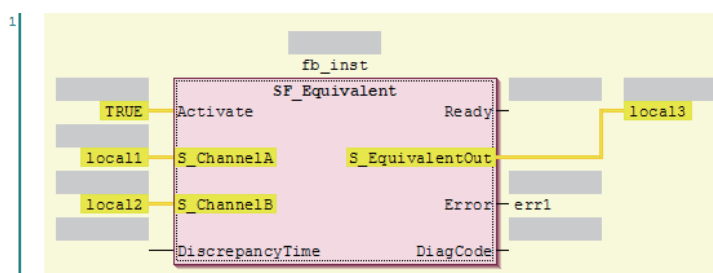 1
fb_inst
SF_Equivalent
TRUE Activate Ready local3
local1 S_ChannelA S_EquivalentOut
local2 S_ChannelB Error err1
DiscrepancyTime DiagCode